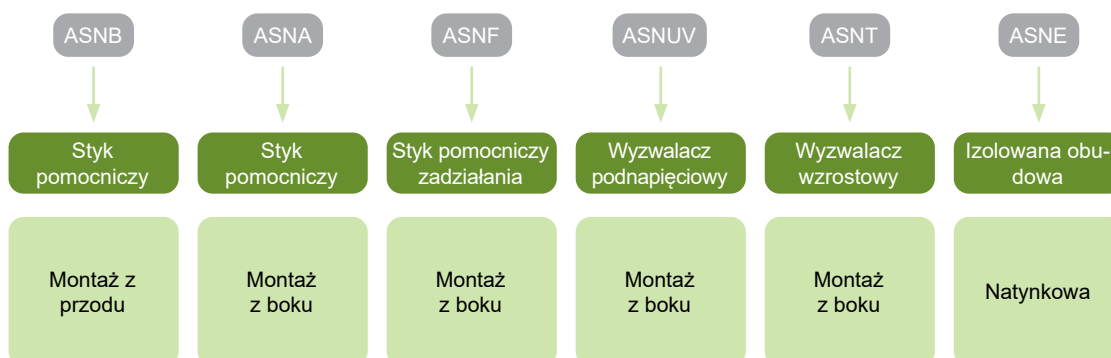 ASNB
ASNA
ASNF
ASNUV
ASNT
ASNE
Styk
pomocniczy
Styk
pomocniczy
Styk pomocniczy
zadziałania
Wyzwalacz
podnapięciowy
Wyzwalacz
wzrostowy
Izolowana obu-
dowa
Montaż z
przodu
Montaż
z boku
Montaż
z boku
Montaż
z boku
Montaż
z boku
Natynkowa